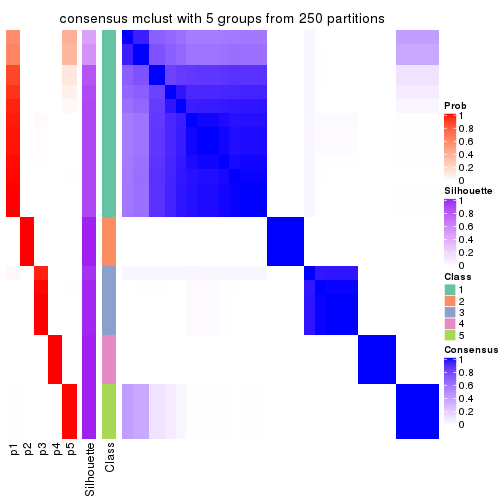 consensus mclust with 5 groups from 250 partitions
Prob
1
0.8
0.6
0.4
0.2
0
Silhouette
1
0.8
0.6
0.4
0.2
0
Class
1
2
3
4
5
Consensus
1
0.8
0.6
0.4
0.2
0
p1
p2
p3
p4
p5
Silhouette
Class